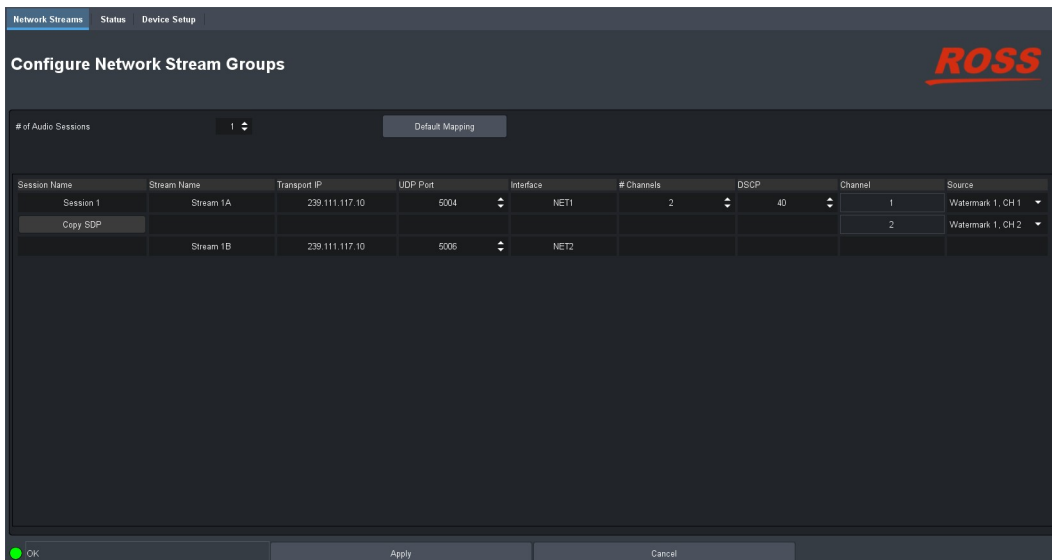 Network Streams Status Device Setup
Configure Network Stream Groups
ROSS
# of Audio Sessions 1 Default Mapping
Session Name Stream Name Transport IP UDP Port Interface # Channels DSCP Channel Source
Session 1 Stream 1A 239.111.117.10 5004 NET1 2 40 1 Watermark 1, CH 1
Copy SDP 2 Watermark 1, CH 2
Stream 1B 239.111.117.10 5006 NET2
OK Apply Cancel